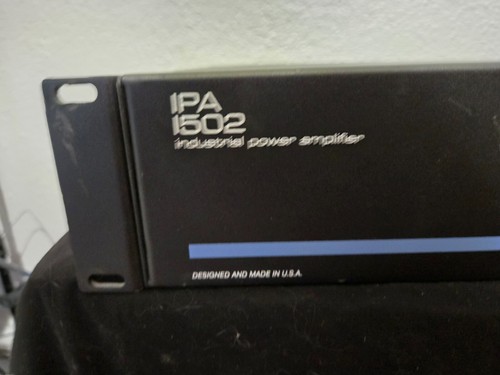 IPA
1502
industrial power amplifier
DESIGNED AND MADE IN U.S.A.